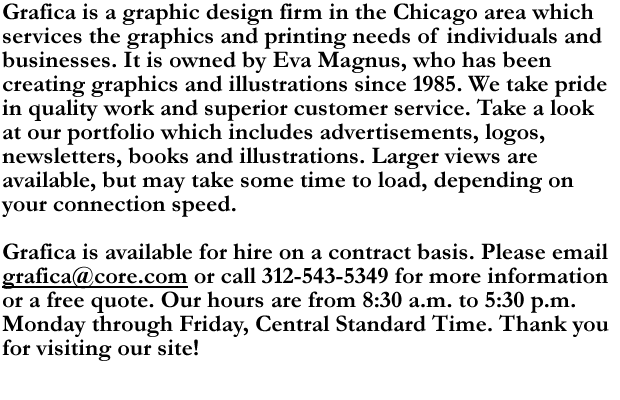 Grafica is a graphic design firm in the Chicago area which
services the graphics and printing needs of individuals and
businesses. It is owned by Eva Magnus, who has been
creating graphics and illustrations since 1985. We take pride
in quality work and superior customer service. Take a look
at our portfolio which includes advertisements, logos,
newsletters, books and illustrations. Larger views are
available, but may take some time to load, depending on
your connection speed.

Grafica is available for hire on a contract basis. Please email
grafica@core.com or call 312-543-5349 for more information
or a free quote. Our hours are from 8:30 a.m. to 5:30 p.m.
Monday through Friday, Central Standard Time. Thank you
for visiting our site!